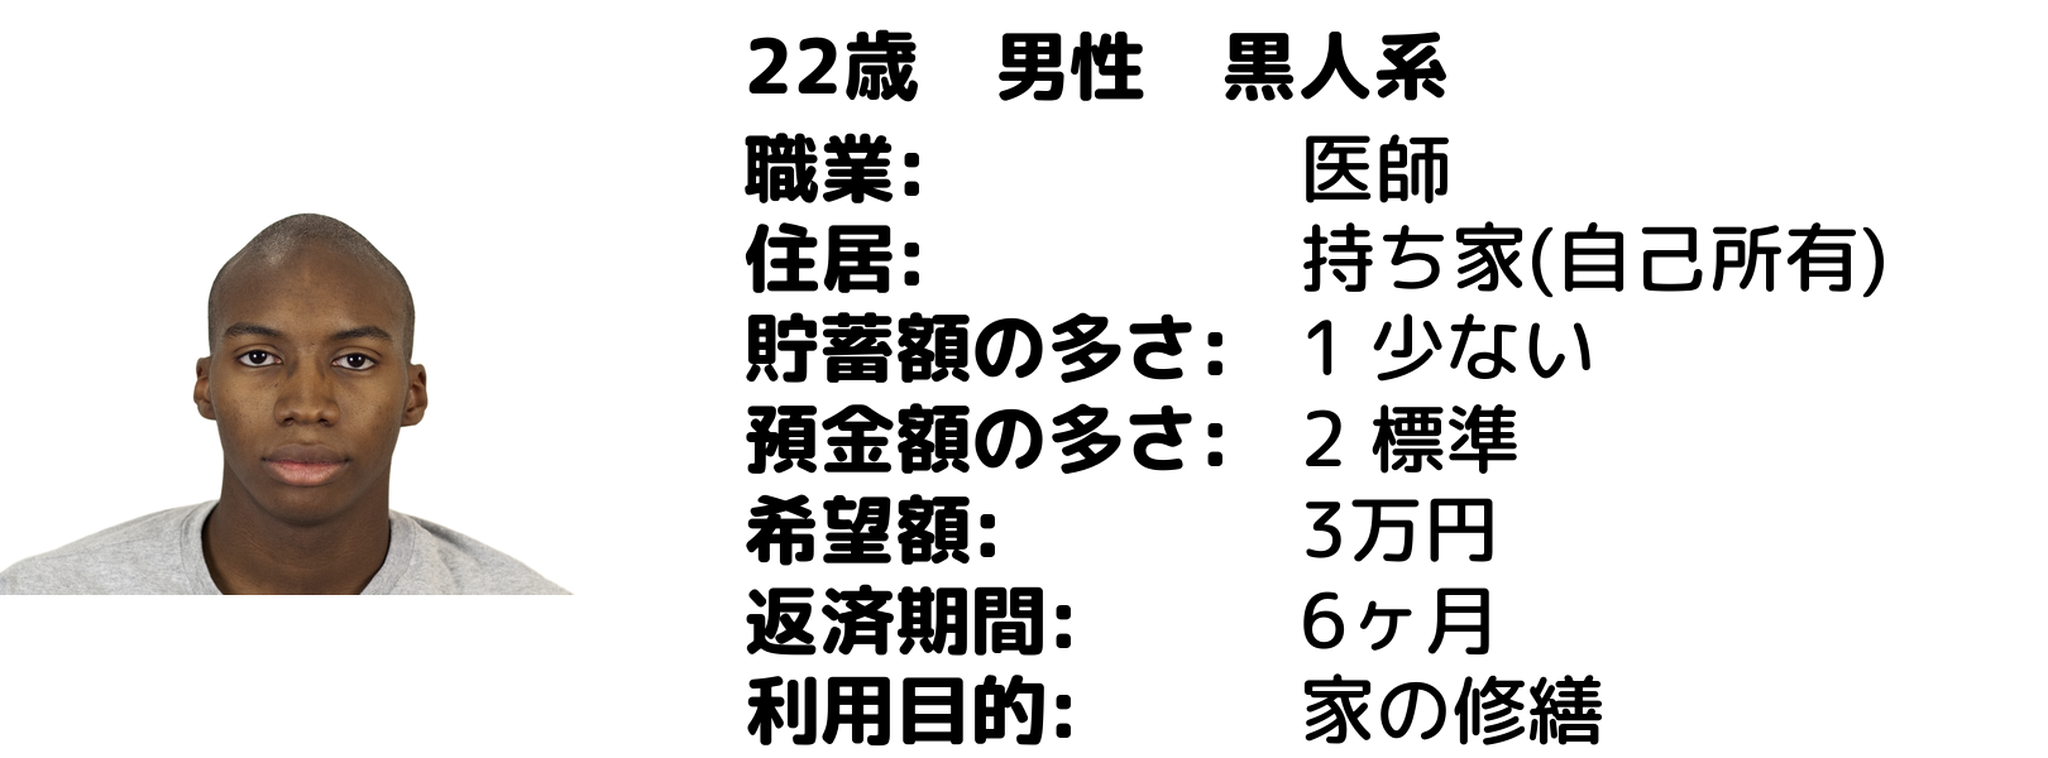 22歳　男性　黒人系
職業: 医師
住居: 持ち家(自己所有)
貯蓄額の多さ: 1 少ない
預金額の多さ: 2 標準
希望額: 3万円
返済期間: 6ヶ月
利用目的: 家の修繕